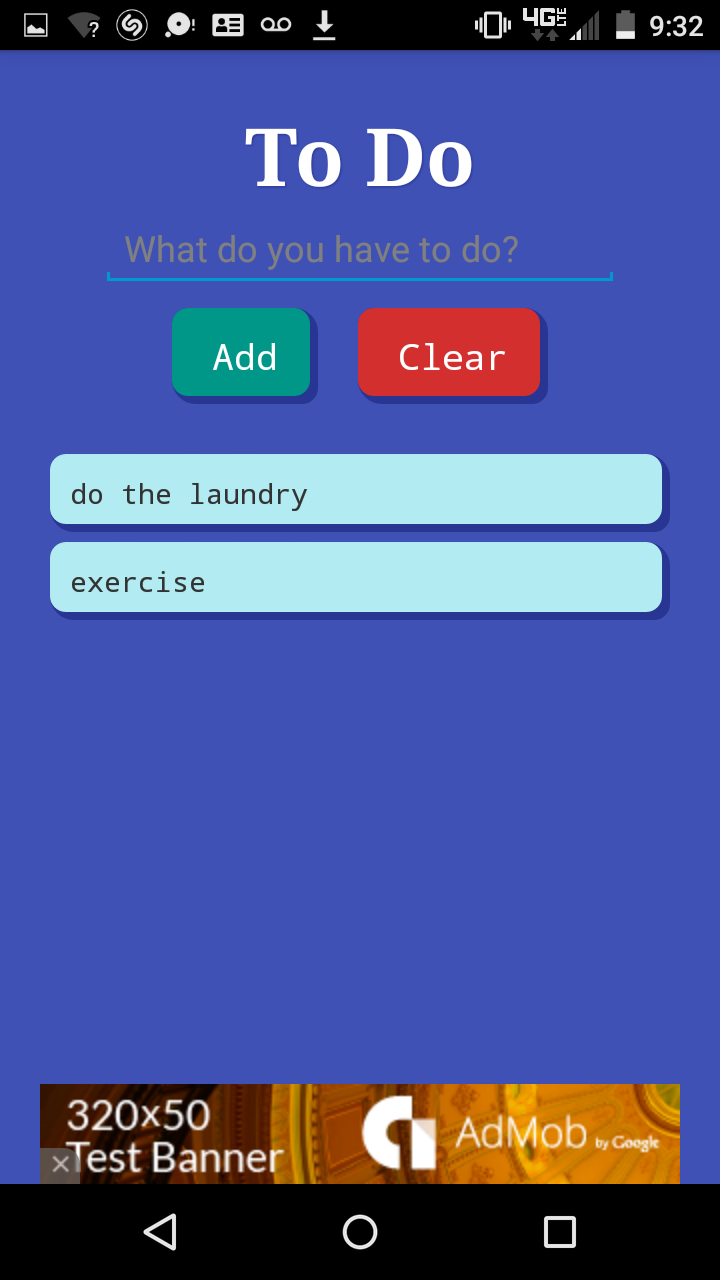 4G LTE 9:32
To Do
What do you have to do?
Add Clear
do the laundry
exercise
320x50
Test Banner
AdMob by Google